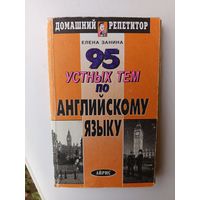 ДОМАШНИЙ РЕПЕТИТОР
ЕЛЕНА ЗАНИНА
95
УСТНЫХ ТЕМ
ПО
АНГЛИЙСКОМУ
ЯЗЫКУ
АЙРИС